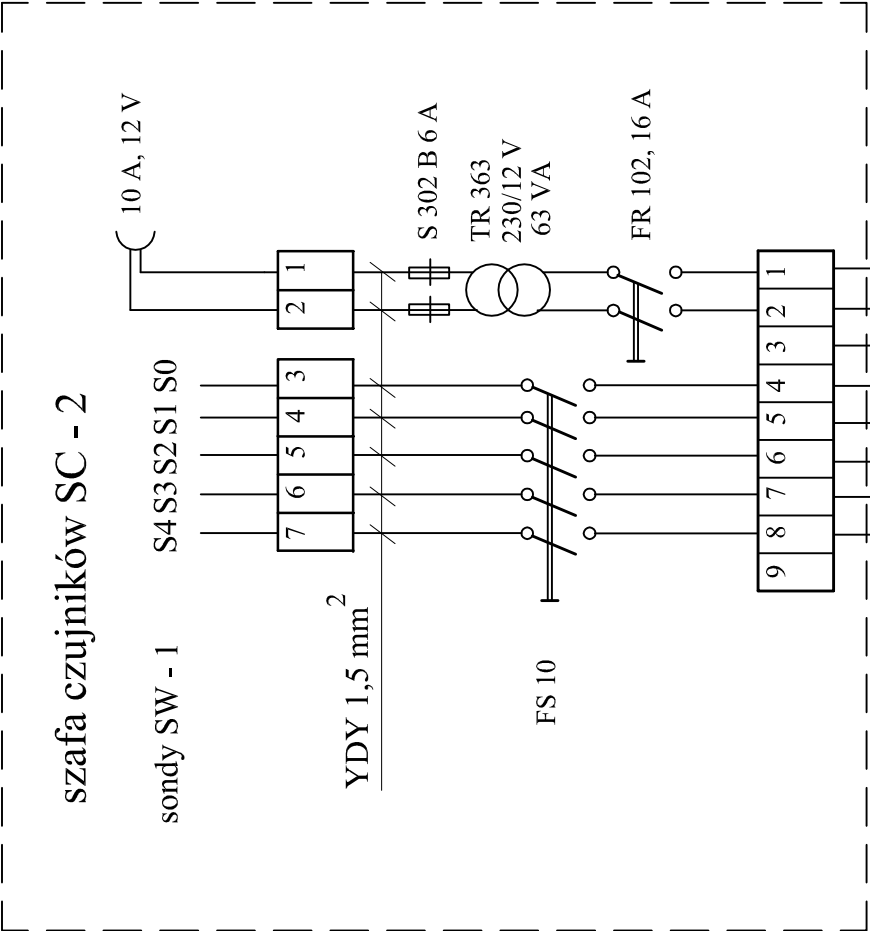 szafa czujników SC - 2
sondy SW - 1
S4 S3 S2 S1 S0
10 A, 12 V
7
6
5
4
3
2
1
YDY 1,5 mm²
S 302 B 6 A
TR 363
230/12 V
63 VA
FS 10
FR 102, 16 A
9
8
7
6
5
4
3
2
1